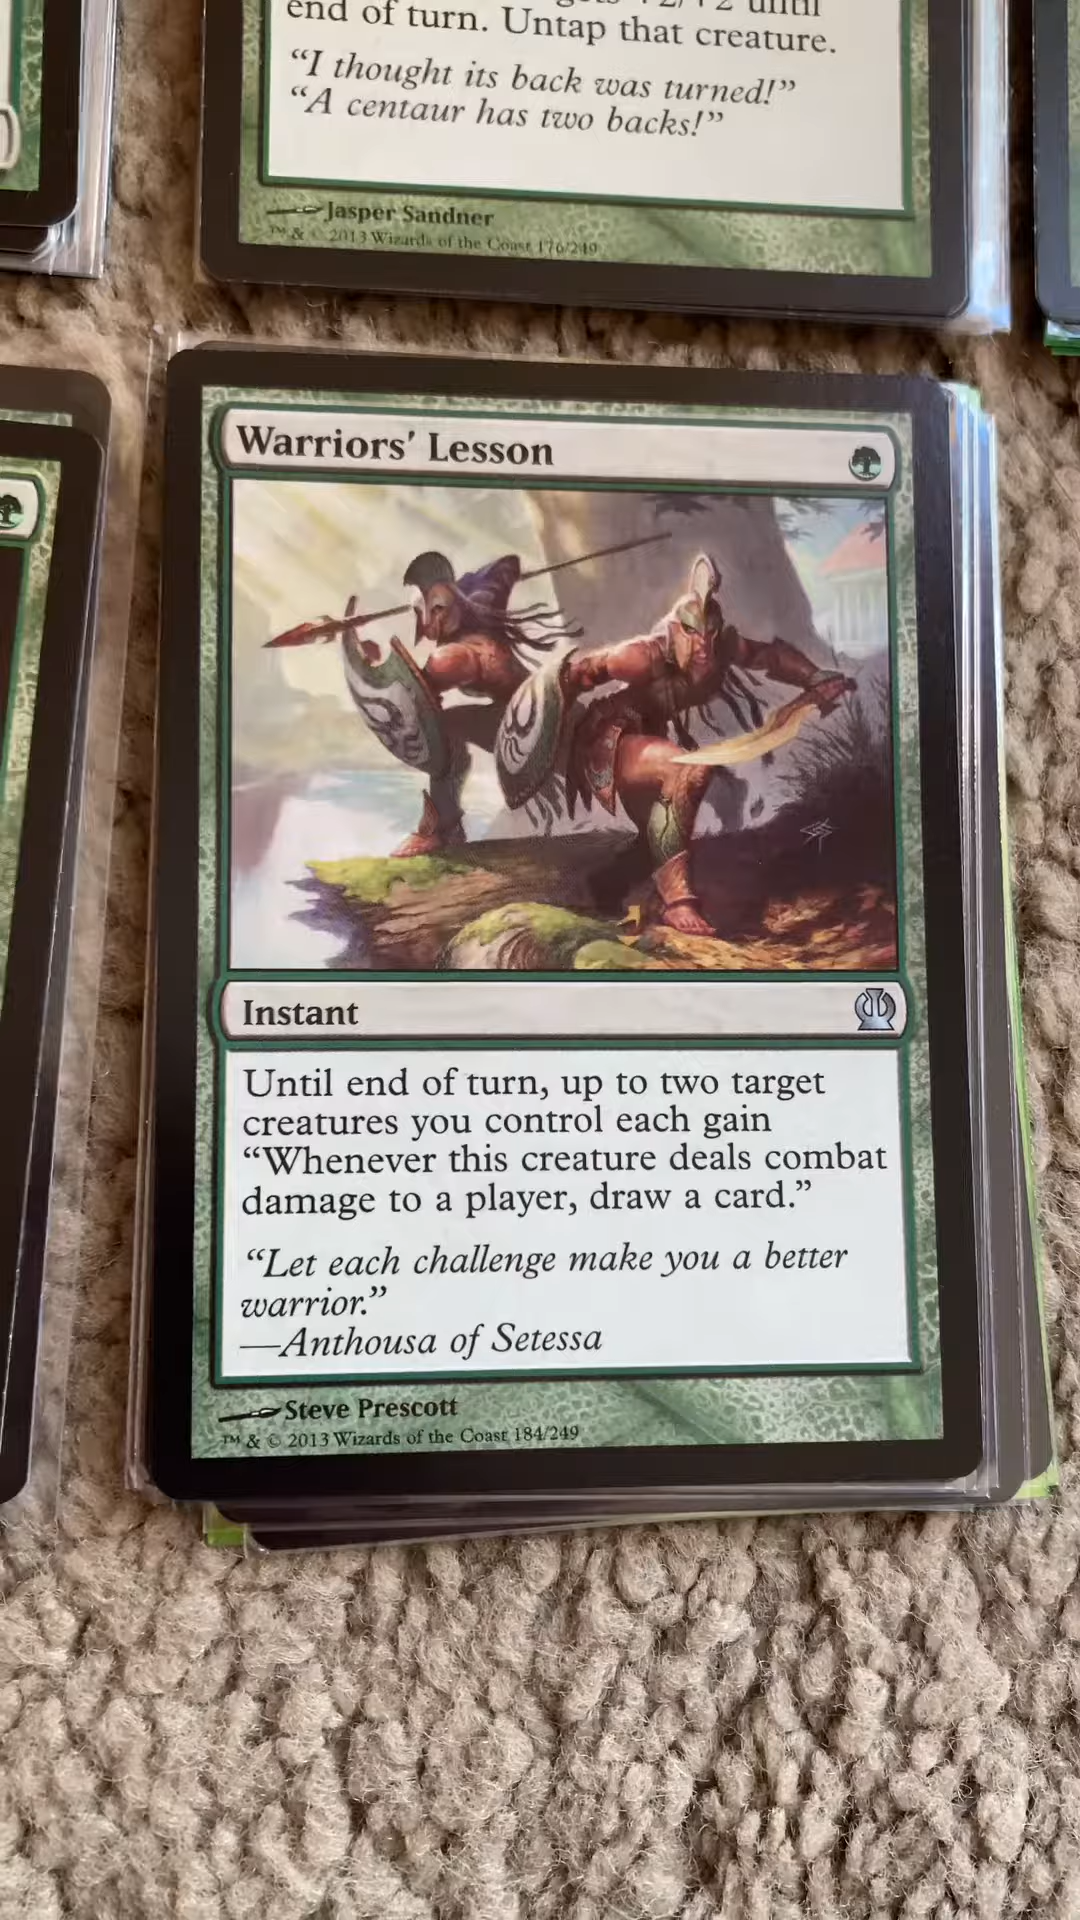 +2/+2 until
end of turn. Untap that creature.
“I thought its back was turned!”
“A centaur has two backs!”
Jasper Sandner
™ & © 2013 Wizards of the Coast 176/249
Warriors' Lesson
Instant
Until end of turn, up to two target
creatures you control each gain
“Whenever this creature deals combat
damage to a player, draw a card.”
“Let each challenge make you a better
warrior.”
—Anthousa of Setessa
Steve Prescott
™ & © 2013 Wizards of the Coast 184/249